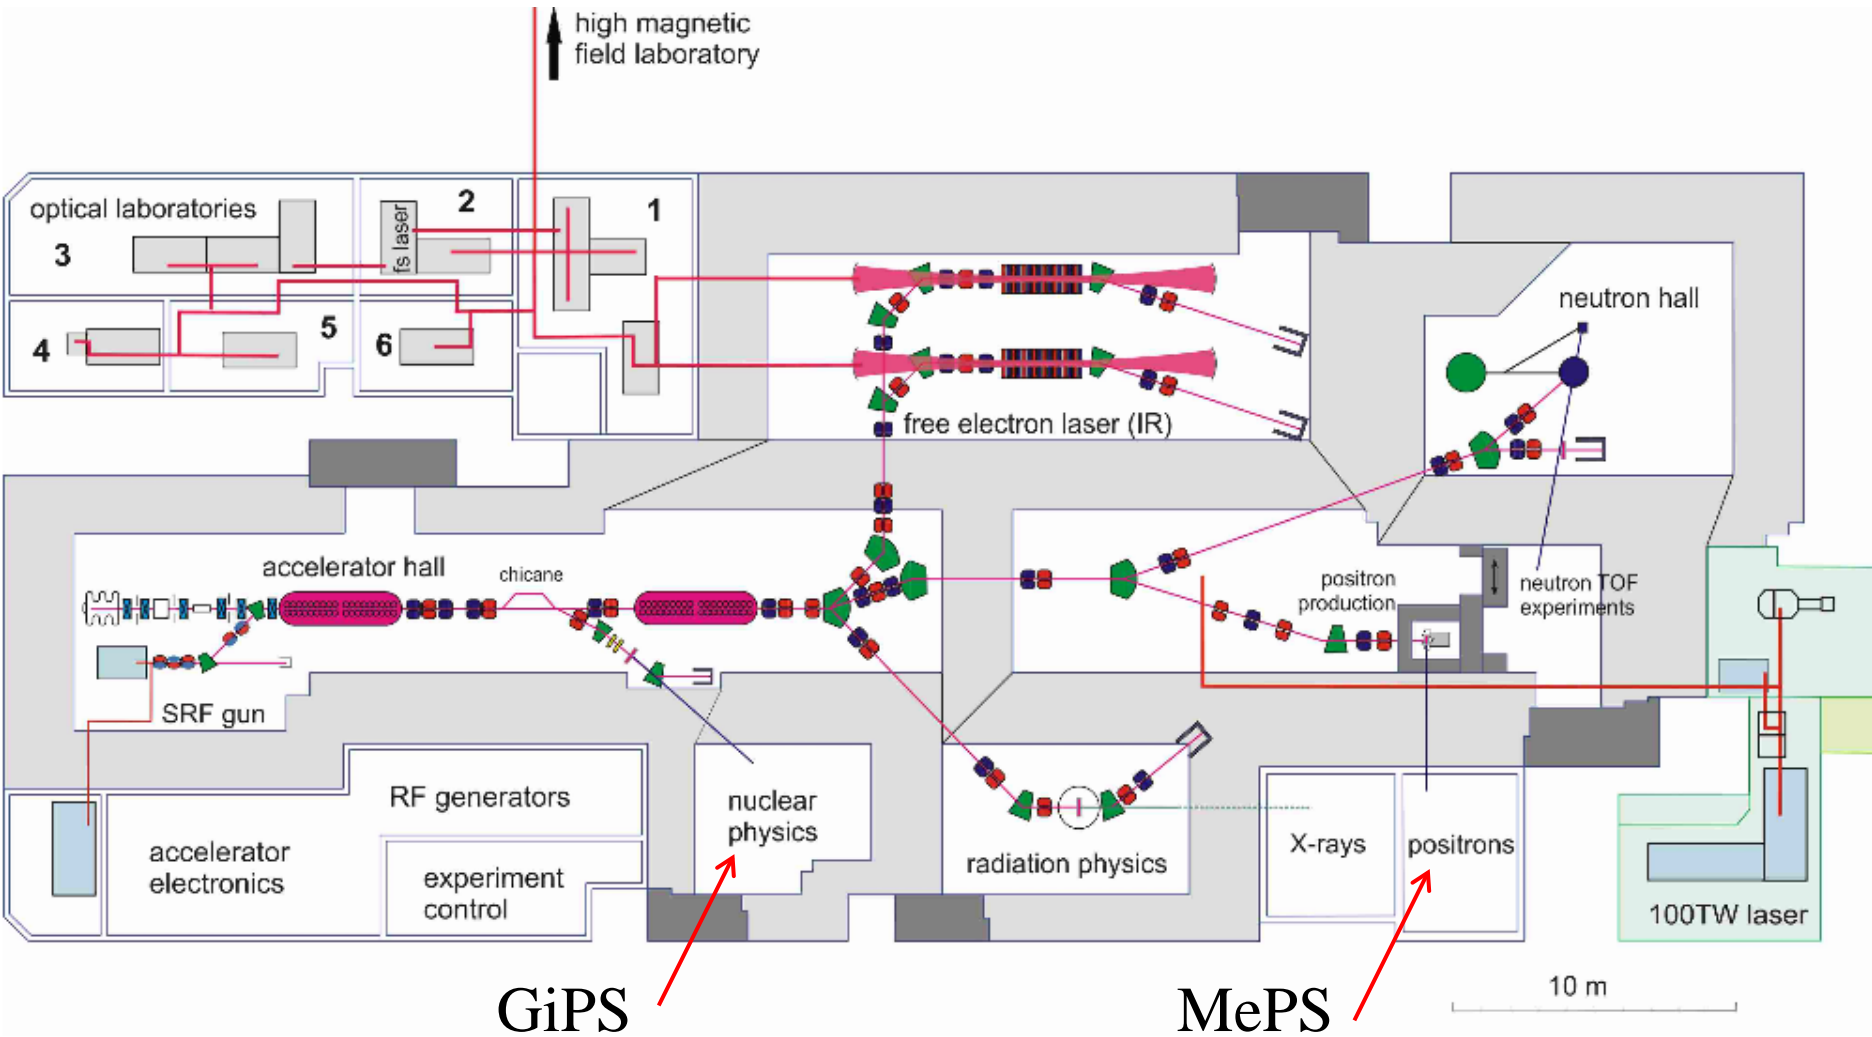 high magnetic
field laboratory
optical laboratories
3
fs laser
2
1
4
5
6
free electron laser (IR)
neutron hall
accelerator hall
chicane
positron
production
neutron TOF
experiments
SRF gun
RF generators
accelerator
electronics
experiment
control
nuclear
physics
radiation physics
X-rays
positrons
100TW laser
10 m
GiPS
MePS